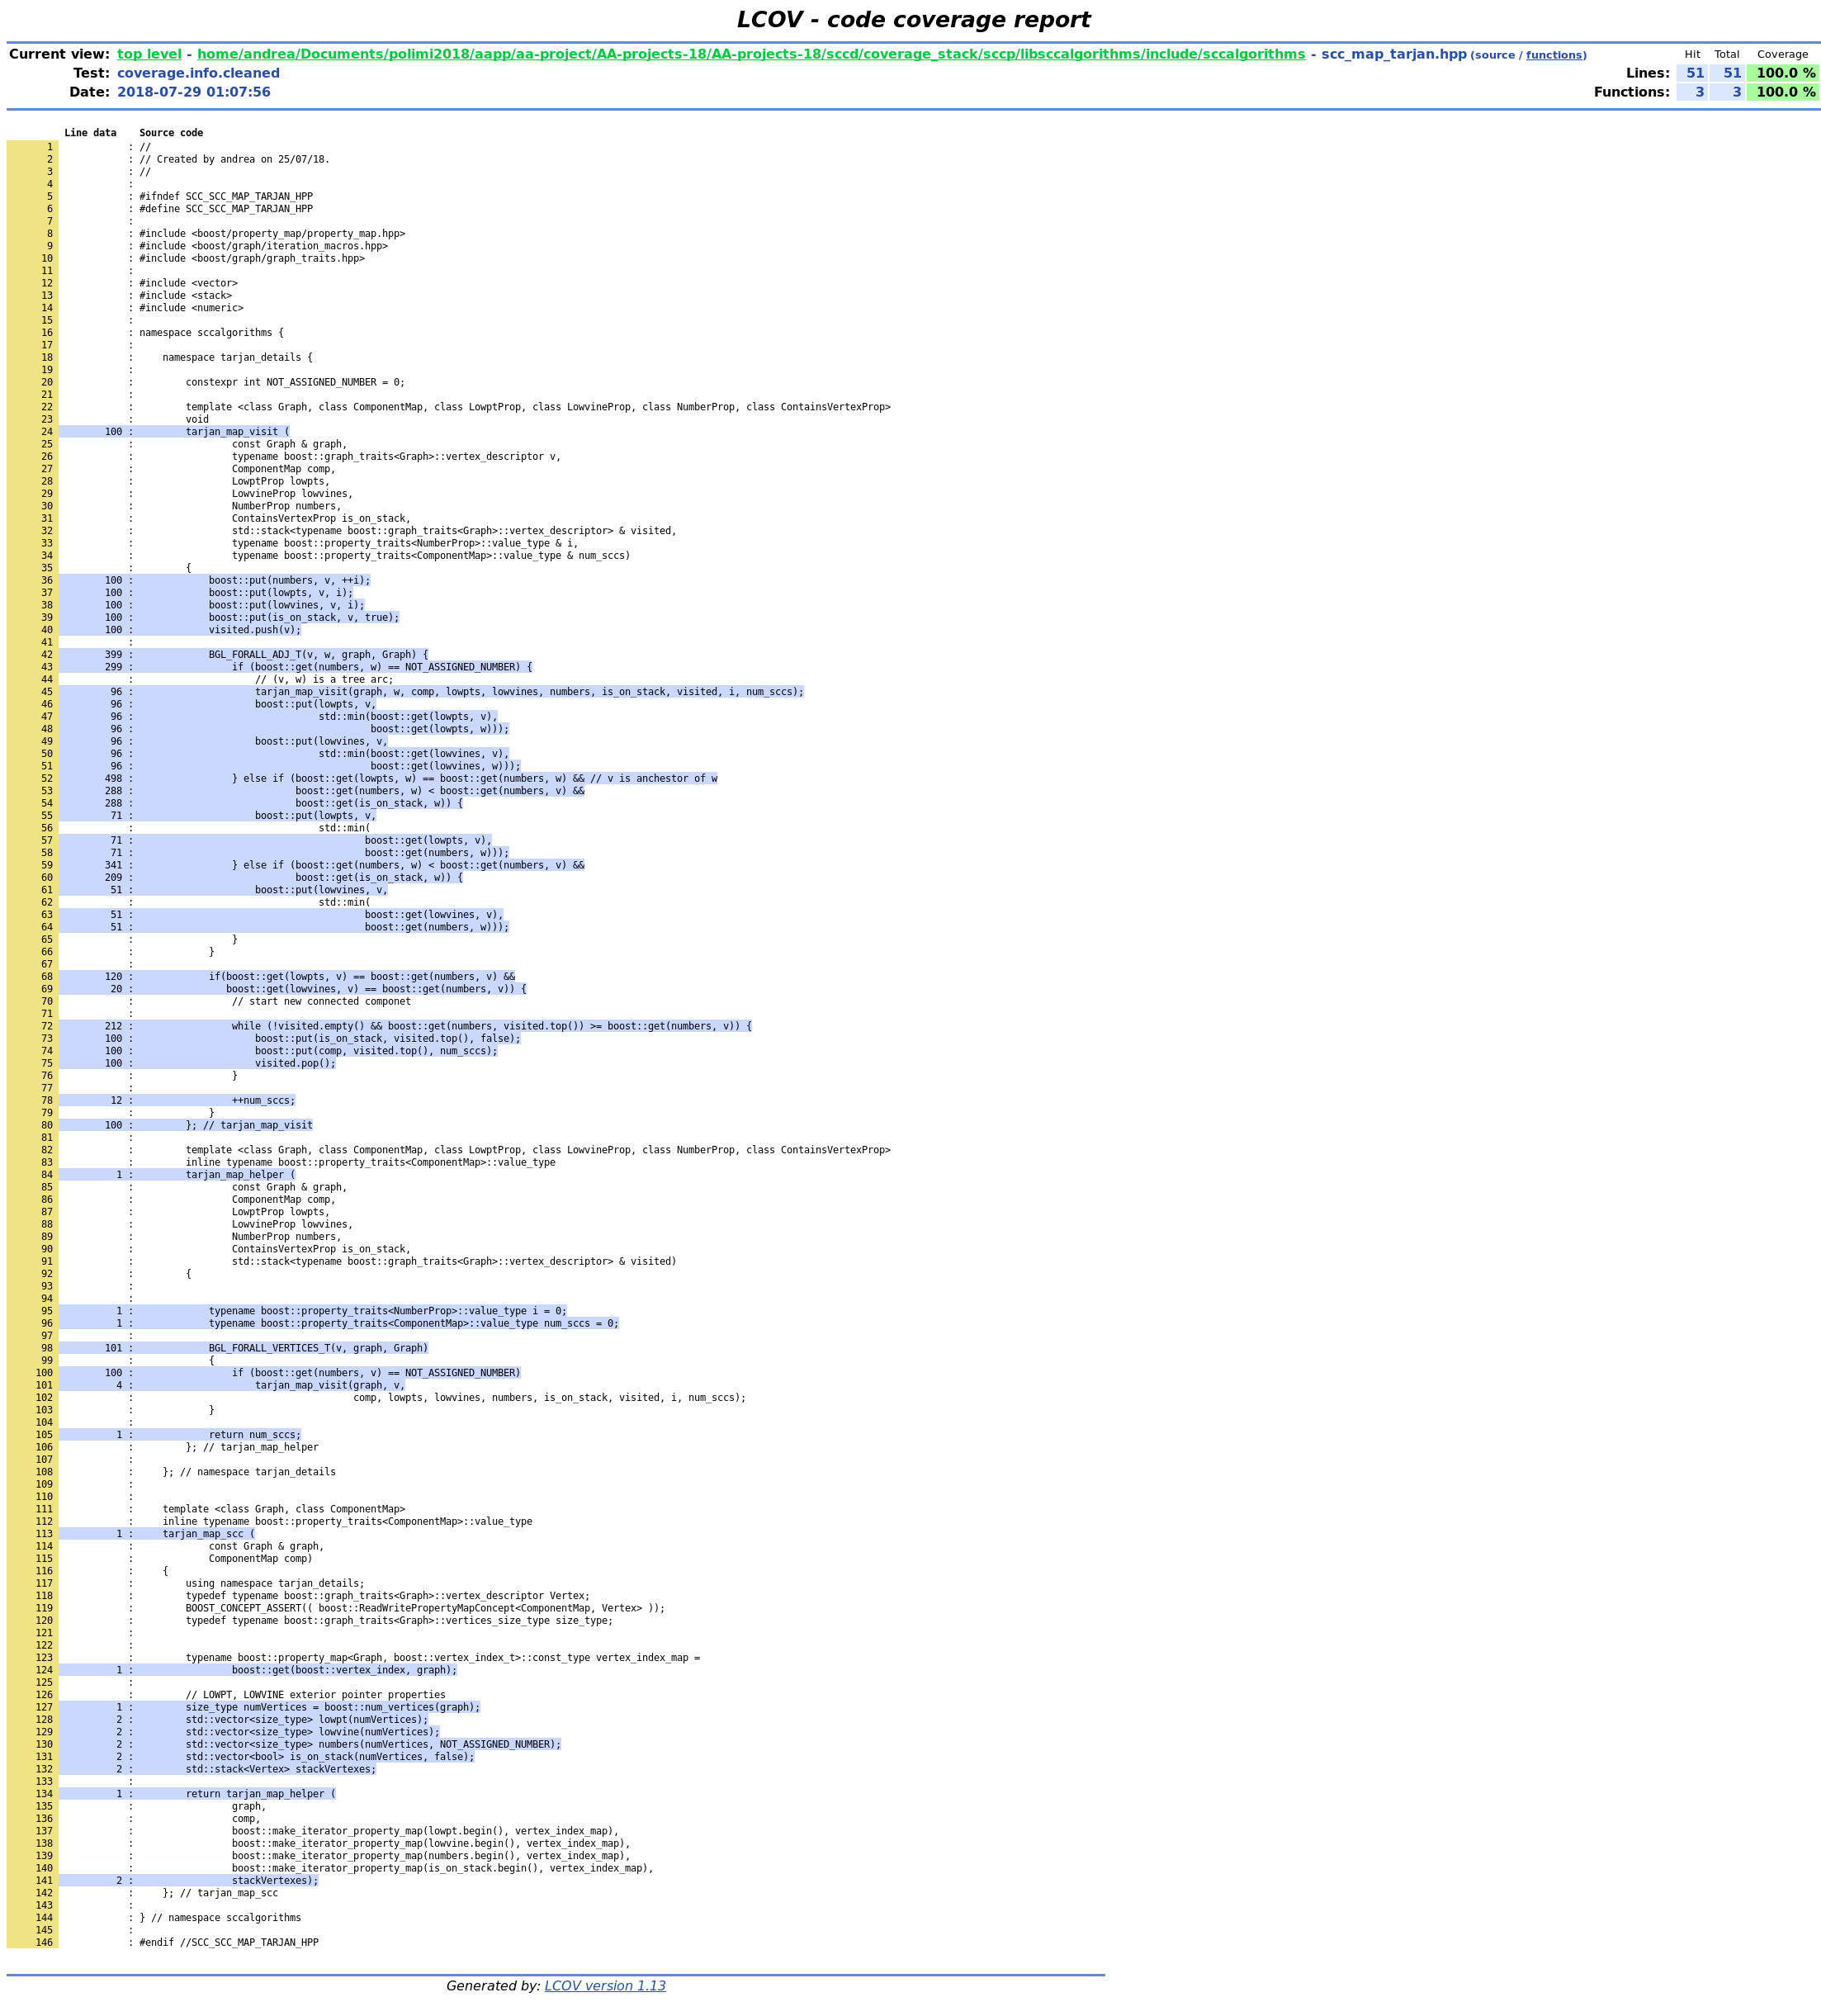 LCOV - code coverage report
Current view: top level - home/andrea/Documents/polimi2018/aapp/aa-project/AA-projects-18/AA-projects-18/sccd/coverage_stack/sccp/libsccalgorithms/include/sccalgorithms - scc_map_tarjan.hpp (source / functions) Hit Total Coverage
Test: coverage.info.cleaned Lines: 51 51 100.0 %
Date: 2018-07-29 01:07:56 Functions: 3 3 100.0 %
Line data Source code
1 : //
2 : // Created by andrea on 25/07/18.
3 : //
4 :
5 : #ifndef SCC_SCC_MAP_TARJAN_HPP
6 : #define SCC_SCC_MAP_TARJAN_HPP
7 :
8 : #include <boost/property_map/property_map.hpp>
9 : #include <boost/graph/iteration_macros.hpp>
10 : #include <boost/graph/graph_traits.hpp>
11 :
12 : #include <vector>
13 : #include <stack>
14 : #include <numeric>
15 :
16 : namespace sccalgorithms {
17 :
18 : namespace tarjan_details {
19 :
20 : constexpr int NOT_ASSIGNED_NUMBER = 0;
21 :
22 : template <class Graph, class ComponentMap, class LowptProp, class LowvineProp, class NumberProp, class ContainsVertexProp>
23 : void
24 100 : tarjan_map_visit (
25 : const Graph & graph,
26 : typename boost::graph_traits<Graph>::vertex_descriptor v,
27 : ComponentMap comp,
28 : LowptProp lowpts,
29 : LowvineProp lowvines,
30 : NumberProp numbers,
31 : ContainsVertexProp is_on_stack,
32 : std::stack<typename boost::graph_traits<Graph>::vertex_descriptor> & visited,
33 : typename boost::property_traits<NumberProp>::value_type & i,
34 : typename boost::property_traits<ComponentMap>::value_type & num_sccs)
35 : {
36 100 : boost::put(numbers, v, ++i);
37 100 : boost::put(lowpts, v, i);
38 100 : boost::put(lowvines, v, i);
39 100 : boost::put(is_on_stack, v, true);
40 100 : visited.push(v);
41 :
42 399 : BGL_FORALL_ADJ_T(v, w, graph, Graph) {
43 299 : if (boost::get(numbers, w) == NOT_ASSIGNED_NUMBER) {
44 : // (v, w) is a tree arc;
45 96 : tarjan_map_visit(graph, w, comp, lowpts, lowvines, numbers, is_on_stack, visited, i, num_sccs);
46 96 : boost::put(lowpts, v,
47 96 : std::min(boost::get(lowpts, v),
48 96 : boost::get(lowpts, w)));
49 96 : boost::put(lowvines, v,
50 96 : std::min(boost::get(lowvines, v),
51 96 : boost::get(lowvines, w)));
52 498 : } else if (boost::get(lowpts, w) == boost::get(numbers, w) && // v is anchestor of w
53 288 : boost::get(numbers, w) < boost::get(numbers, v) &&
54 288 : boost::get(is_on_stack, w)) {
55 71 : boost::put(lowpts, v,
56 : std::min(
57 71 : boost::get(lowpts, v),
58 71 : boost::get(numbers, w)));
59 341 : } else if (boost::get(numbers, w) < boost::get(numbers, v) &&
60 209 : boost::get(is_on_stack, w)) {
61 51 : boost::put(lowvines, v,
62 : std::min(
63 51 : boost::get(lowvines, v),
64 51 : boost::get(numbers, w)));
65 : }
66 : }
67 :
68 120 : if(boost::get(lowpts, v) == boost::get(numbers, v) &&
69 20 : boost::get(lowvines, v) == boost::get(numbers, v)) {
70 : // start new connected componet
71 :
72 212 : while (!visited.empty() && boost::get(numbers, visited.top()) >= boost::get(numbers, v)) {
73 100 : boost::put(is_on_stack, visited.top(), false);
74 100 : boost::put(comp, visited.top(), num_sccs);
75 100 : visited.pop();
76 : }
77 :
78 12 : ++num_sccs;
79 : }
80 100 : }; // tarjan_map_visit
81 :
82 : template <class Graph, class ComponentMap, class LowptProp, class LowvineProp, class NumberProp, class ContainsVertexProp>
83 : inline typename boost::property_traits<ComponentMap>::value_type
84 1 : tarjan_map_helper (
85 : const Graph & graph,
86 : ComponentMap comp,
87 : LowptProp lowpts,
88 : LowvineProp lowvines,
89 : NumberProp numbers,
90 : ContainsVertexProp is_on_stack,
91 : std::stack<typename boost::graph_traits<Graph>::vertex_descriptor> & visited)
92 : {
93 :
94 :
95 1 : typename boost::property_traits<NumberProp>::value_type i = 0;
96 1 : typename boost::property_traits<ComponentMap>::value_type num_sccs = 0;
97 :
98 101 : BGL_FORALL_VERTICES_T(v, graph, Graph)
99 : {
100 100 : if (boost::get(numbers, v) == NOT_ASSIGNED_NUMBER)
101 4 : tarjan_map_visit(graph, v,
102 : comp, lowpts, lowvines, numbers, is_on_stack, visited, i, num_sccs);
103 : }
104 :
105 1 : return num_sccs;
106 : }; // tarjan_map_helper
107 :
108 : }; // namespace tarjan_details
109 :
110 :
111 : template <class Graph, class ComponentMap>
112 : inline typename boost::property_traits<ComponentMap>::value_type
113 1 : tarjan_map_scc (
114 : const Graph & graph,
115 : ComponentMap comp)
116 : {
117 : using namespace tarjan_details;
118 : typedef typename boost::graph_traits<Graph>::vertex_descriptor Vertex;
119 : BOOST_CONCEPT_ASSERT(( boost::ReadWritePropertyMapConcept<ComponentMap, Vertex> ));
120 : typedef typename boost::graph_traits<Graph>::vertices_size_type size_type;
121 :
122 :
123 : typename boost::property_map<Graph, boost::vertex_index_t>::const_type vertex_index_map =
124 1 : boost::get(boost::vertex_index, graph);
125 :
126 : // LOWPT, LOWVINE exterior pointer properties
127 1 : size_type numVertices = boost::num_vertices(graph);
128 2 : std::vector<size_type> lowpt(numVertices);
129 2 : std::vector<size_type> lowvine(numVertices);
130 2 : std::vector<size_type> numbers(numVertices, NOT_ASSIGNED_NUMBER);
131 2 : std::vector<bool> is_on_stack(numVertices, false);
132 2 : std::stack<Vertex> stackVertexes;
133 :
134 1 : return tarjan_map_helper (
135 : graph,
136 : comp,
137 : boost::make_iterator_property_map(lowpt.begin(), vertex_index_map),
138 : boost::make_iterator_property_map(lowvine.begin(), vertex_index_map),
139 : boost::make_iterator_property_map(numbers.begin(), vertex_index_map),
140 : boost::make_iterator_property_map(is_on_stack.begin(), vertex_index_map),
141 2 : stackVertexes);
142 : }; // tarjan_map_scc
143 :
144 : } // namespace sccalgorithms
145 :
146 : #endif //SCC_SCC_MAP_TARJAN_HPP
Generated by: LCOV version 1.13